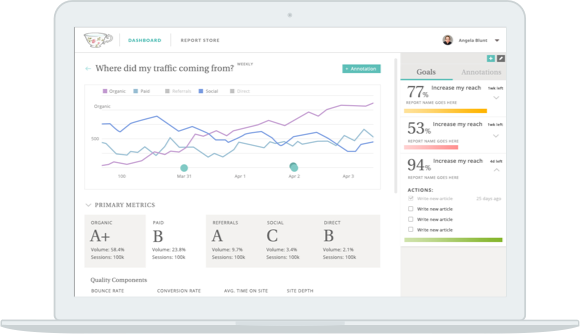 DASHBOARD
REPORT STORE
Angela Blunt
Where did my traffic coming from?
WEEKLY
+ Annotation
Organic
Paid
Referrals
Social
Direct
Organic
500
100
Mar 31
Apr 1
Apr 2
Apr 3
PRIMARY METRICS
ORGANIC
A+
Volume: 58.4%
Sessions: 100k
PAID
B
Volume: 23.8%
Sessions: 100k
REFERRALS
A
Volume: 9.7%
Sessions: 100k
SOCIAL
C
Volume: 3.4%
Sessions: 100k
DIRECT
B
Volume: 2.1%
Sessions: 100k
Quality Components
BOUNCE RATE
CONVERSION RATE
AVG. TIME ON SITE
SITE DEPTH
Goals
Annotations
77%
Increase my reach
left
REPORT NAME GOES HERE
53%
Increase my reach
left
REPORT NAME GOES HERE
94%
Increase my reach
left
REPORT NAME GOES HERE
ACTIONS:
Write new article
25 days ago
Write new article
Write new article
Write new article